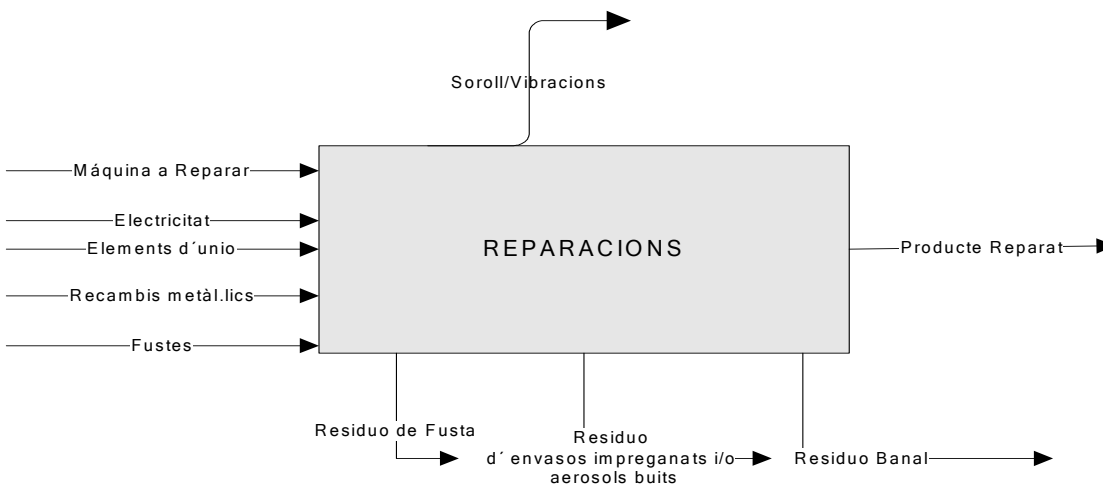 Soroll/Vibracions
Máquina a Reparar
Electricitat
Elements d´unio
Recambis metàl.lics
Fustes
REPARACIONS
Producte Reparat
Residuo de Fusta
Residuo
d´ envasos impreganats i/o
aerosols buits
Residuo Banal